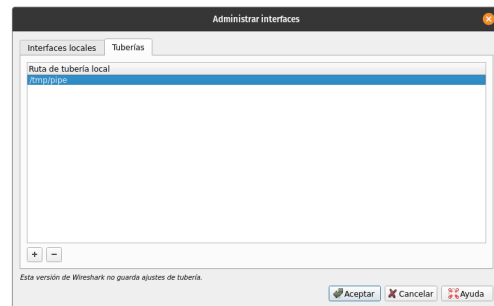 Administrar interfaces
Interfaces locales Tuberías
Ruta de tubería local
/tmp/pipe
+ −
Esta versión de Wireshark no guarda ajustes de tubería.
Aceptar Cancelar Ayuda